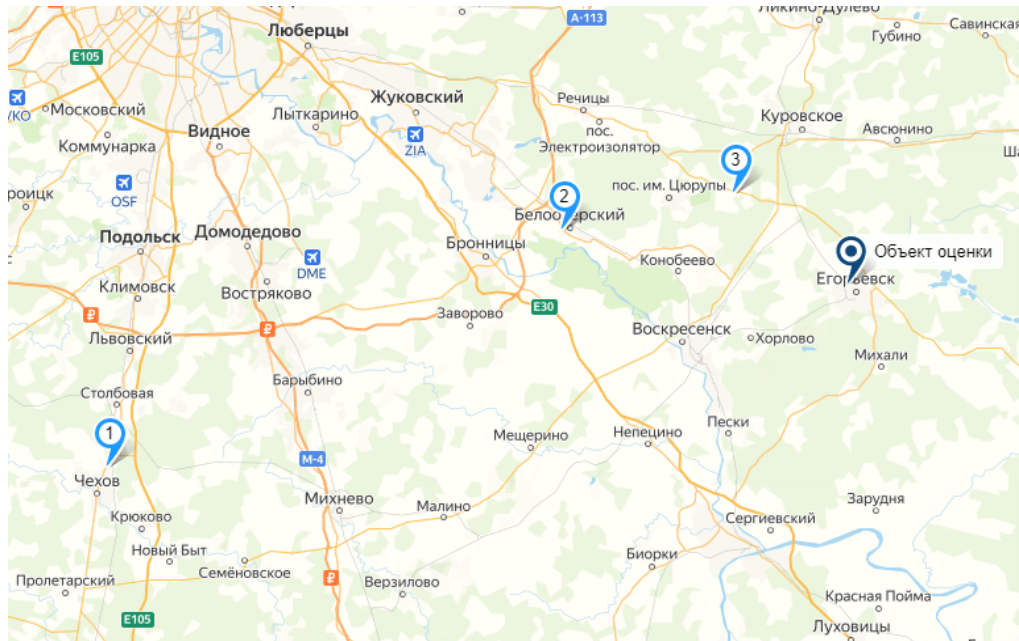 Люберцы
А-113
Ликино-Дулево
Савинская
Губино
E105
Московский
Жуковский
Речицы
Лыткарино
Куровское
Видное
Авсюнино
Коммунарка
ZIA
пос.
Электроизолятор
3
пос. им. Цюрупы
OSF
2
Белоозёрский
Подольск
Домодедово
Бронницы
Объект оценки
DME
Конобеево
Егорьевск
Климовск
Востряково
E30
Заворово
Воскресенск
Хорлово
Львовский
Михали
Барыбино
Столбовая
1
Мещерино
Непецино
Пески
М-4
Чехов
Михнево
Малино
Зарудня
Крюково
Сергиевский
Новый Быт
Семёновское
Биорки
Пролетарский
Верзилово
Красная Пойма
E105
Луховицы